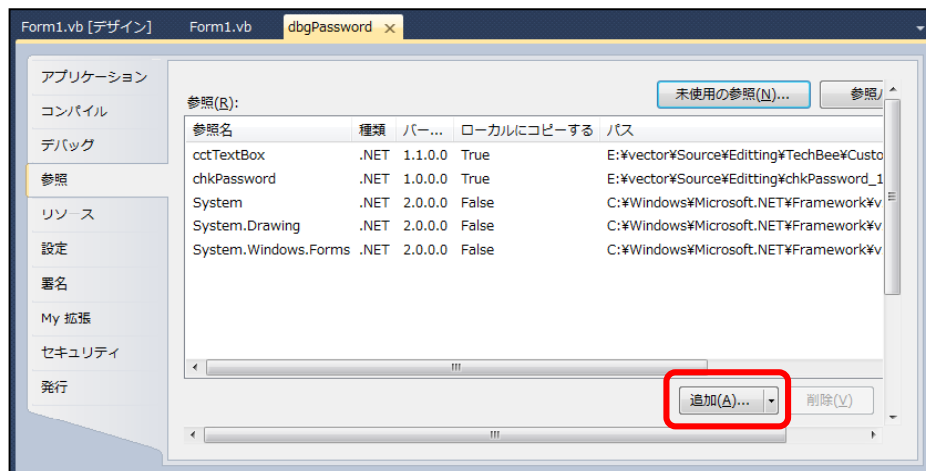 Form1.vb [デザイン] Form1.vb dbgPassword ×
アプリケーション
コンパイル
デバッグ
参照
リソース
設定
署名
My 拡張
セキュリティ
発行
参照(R):
未使用の参照(N)... 参照パ
参照名 種類 バー... ローカルにコピーする パス
cctTextBox .NET 1.1.0.0 True E:¥vector¥Source¥Editting¥TechBee¥Custo
chkPassword .NET 1.0.0.0 True E:¥vector¥Source¥Editting¥chkPassword_1
System .NET 2.0.0.0 False C:¥Windows¥Microsoft.NET¥Framework¥v
System.Drawing .NET 2.0.0.0 False C:¥Windows¥Microsoft.NET¥Framework¥v
System.Windows.Forms .NET 2.0.0.0 False C:¥Windows¥Microsoft.NET¥Framework¥v
追加(A)... 削除(V)